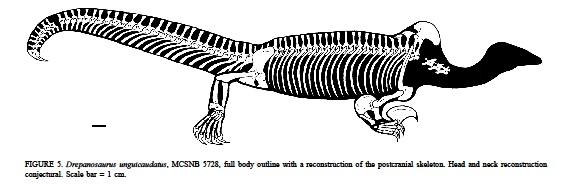 FIGURE 5. Drepanosaurus unguicaudatus, MCSNB 5728, full body outline with a reconstruction of the postcranial skeleton. Head and neck reconstruction
conjectural. Scale bar = 1 cm.